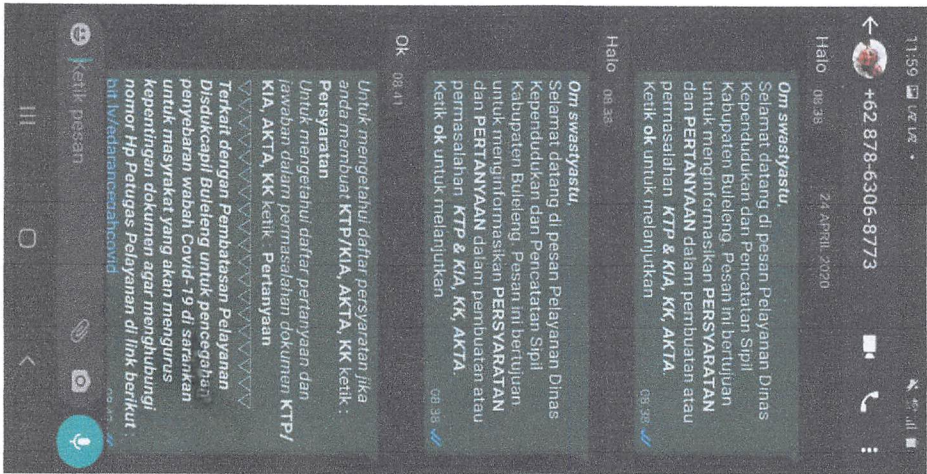 11:59 LAZ LAZ
+62 878-6306-8773
24 APRIL 2020
Halo 08.38
Om swastyastu,
Selamat datang di pesan Pelayanan Dinas
Kependudukan dan Pencatatan Sipil
Kabupaten Buleleng. Pesan ini bertujuan
untuk menginformasikan PERSYARATAN
dan PERTANYAAN dalam pembuatan atau
permasalahan KTP & KIA, KK, AKTA.
Ketik ok untuk melanjutkan
08.38
Halo 08.38
Om swastyastu,
Selamat datang di pesan Pelayanan Dinas
Kependudukan dan Pencatatan Sipil
Kabupaten Buleleng. Pesan ini bertujuan
untuk menginformasikan PERSYARATAN
dan PERTANYAAN dalam pembuatan atau
permasalahan KTP & KIA, KK, AKTA.
Ketik ok untuk melanjutkan
08.38
Ok 08.41
Untuk mengetahui daftar persyaratan jika
anda membuat KTP/KIA, AKTA, KK ketik :
Persyaratan
Untuk mengetahui daftar pertanyaan dan
jawaban dalam permasalahan dokumen KTP/
KIA, AKTA, KK ketik : Pertanyaan
Terkait dengan Pembatasan Pelayanan
Disdukcapil Buleleng untuk pencegahan
penyebaran wabah Covid-19 di sarankan
untuk masyrakat yang akan mengurus
kepentingan dokumen agar menghubungi
nomor Hp Petugas Pelayanan di link berikut :
bit.ly/edarancegahcovid
Ketik pesan